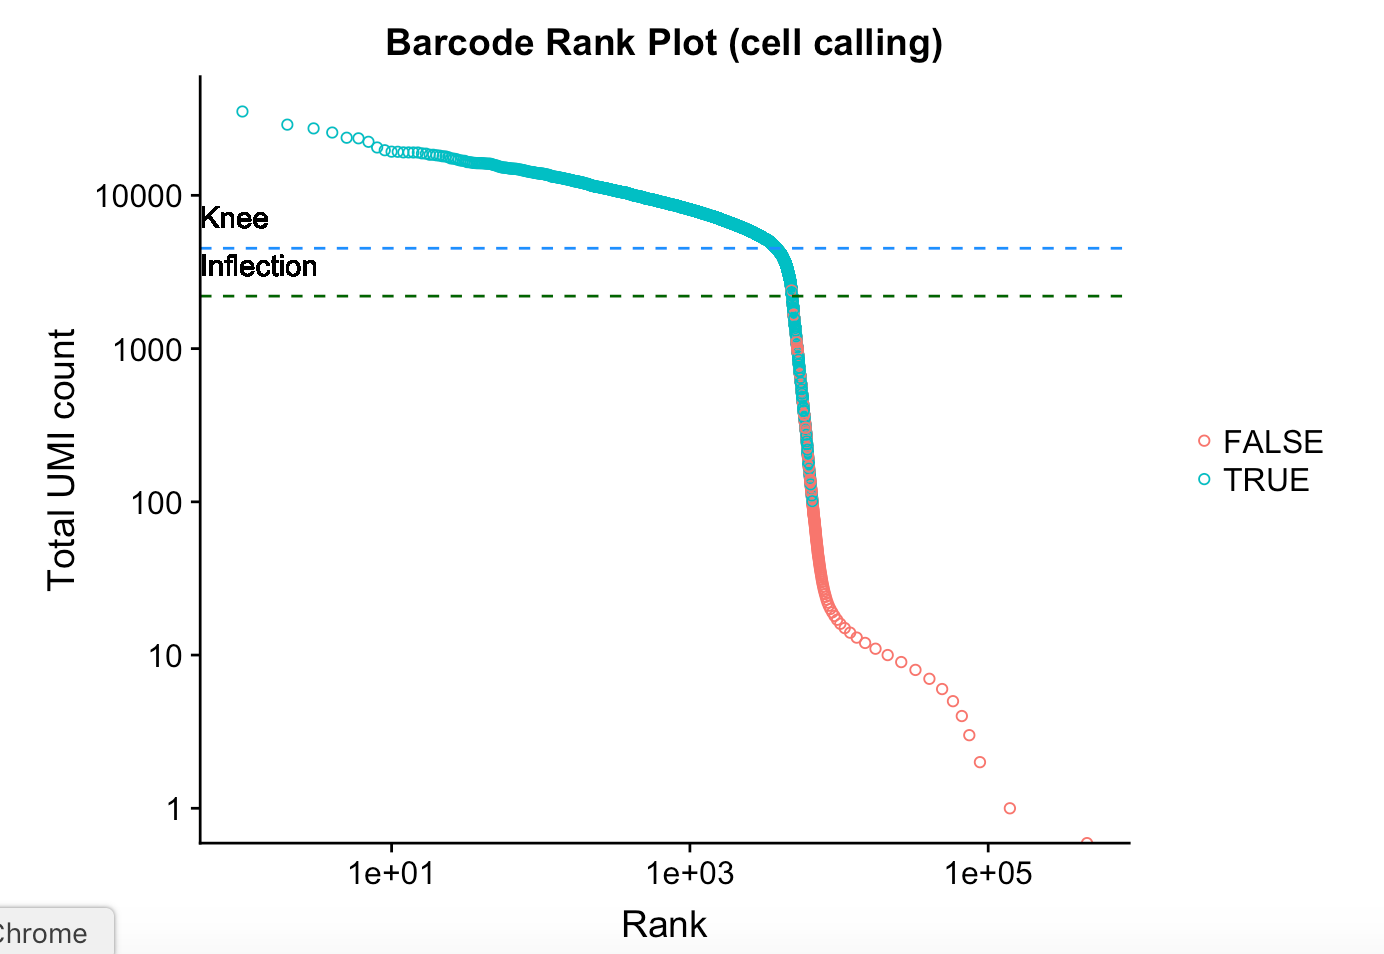 Barcode Rank Plot (cell calling)
10000
Knee
Inflection
1000
100
10
1
Total UMI count
FALSE
TRUE
1e+01 1e+03 1e+05
Rank
Chrome